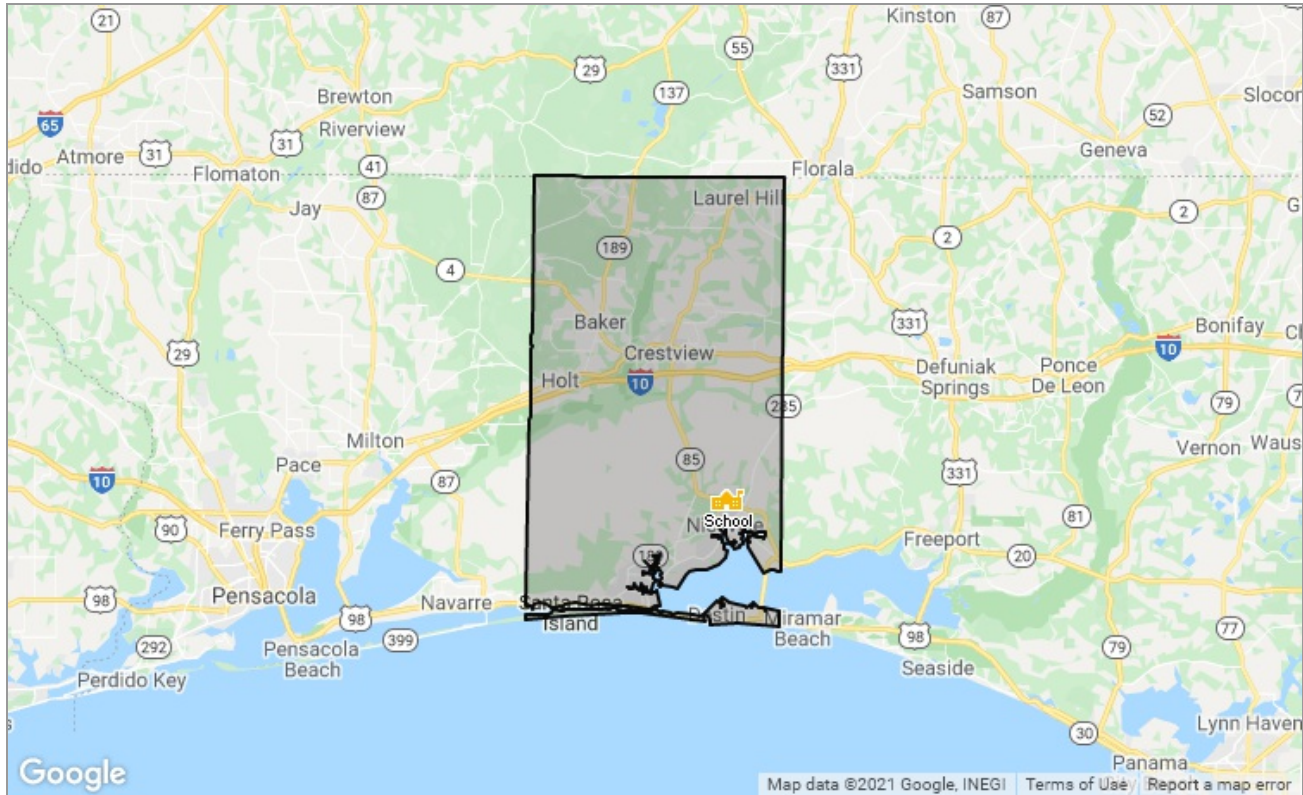 21
Kinston
87
55
331
29
Brewton
137
Samson
Slocor
65
Riverview
52
31
Geneva
Atmore
31
41
dido
Flomaton
Florala
87
Jay
Laurel Hill
2
G
189
2
4
331
Baker
Bonifay
29
Crestview
10
Defuniak
Springs
Ponce
De Leon
Holt
10
285
79
Milton
Vernon
Waus
85
Pace
331
10
87
School
81
90
Ferry Pass
Freeport
20
98
Pensacola
Navarre
Santa Rosa
Island
Destin
Miramar
Beach
98
98
77
292
Pensacola
Beach
399
79
Perdido Key
Seaside
Lynn Haven
30
Panama
Google
Map data ©2021 Google, INEGI
Terms of Use
Report a map error